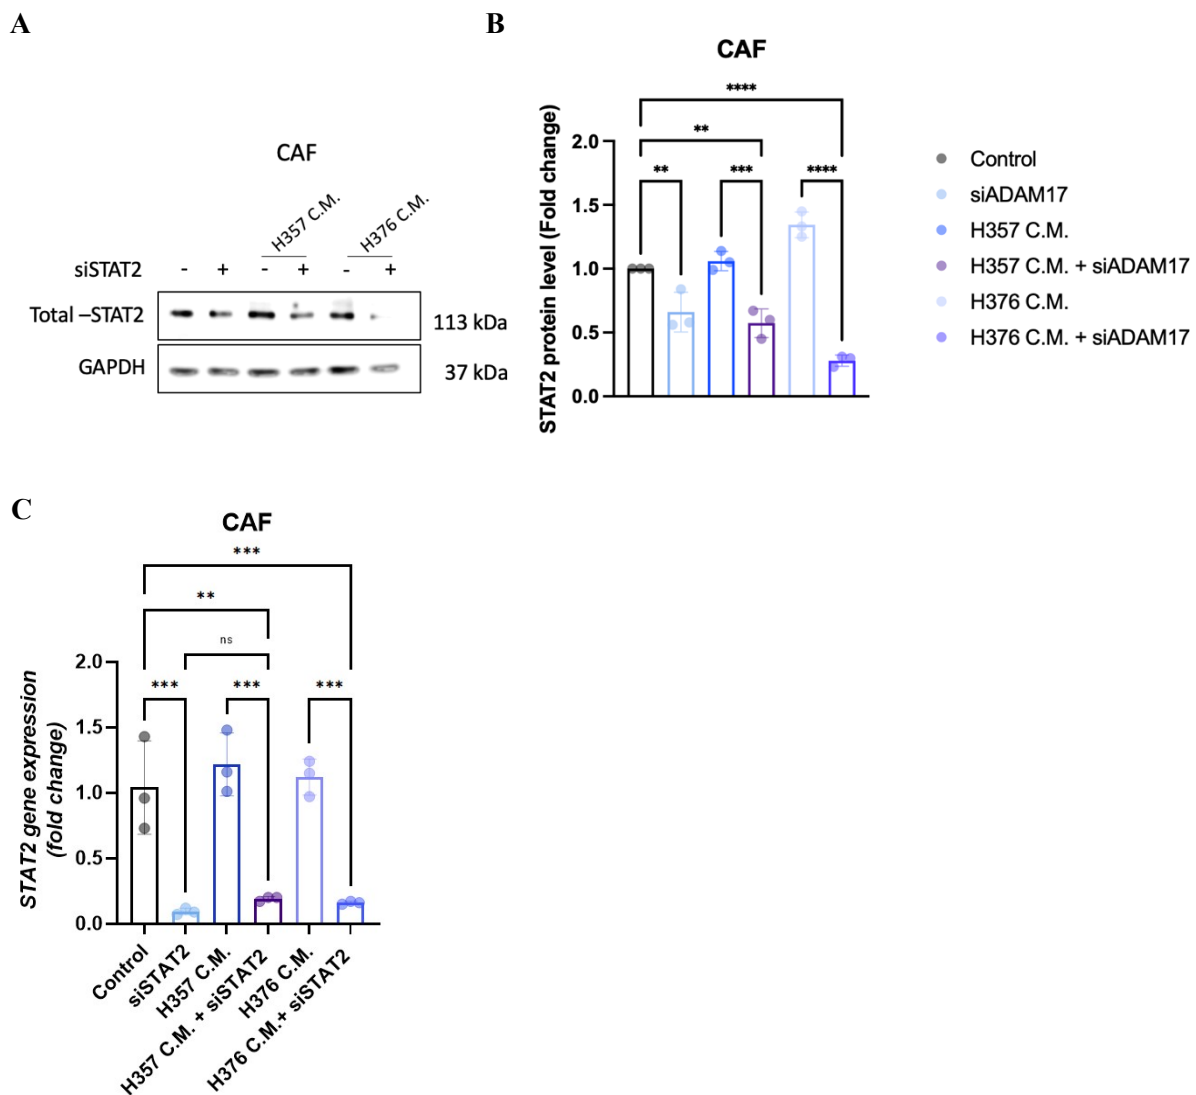 A
B
CAF
H357 C.M.
H376 C.M.
siSTAT2 - + - + - +
Total –STAT2
113 kDa
GAPDH
37 kDa
CAF
STAT2 protein level (Fold change)
2.0
1.5
1.0
0.5
0.0
****
**
**
***
****
Control
siADAM17
H357 C.M.
H357 C.M. + siADAM17
H376 C.M.
H376 C.M. + siADAM17
C
CAF
STAT2 gene expression
(fold change)
2.0
1.5
1.0
0.5
0.0
***
**
ns
***
***
***
Control
siSTAT2
H357 C.M.
H357 C.M. + siSTAT2
H376 C.M.
H376 C.M.+ siSTAT2